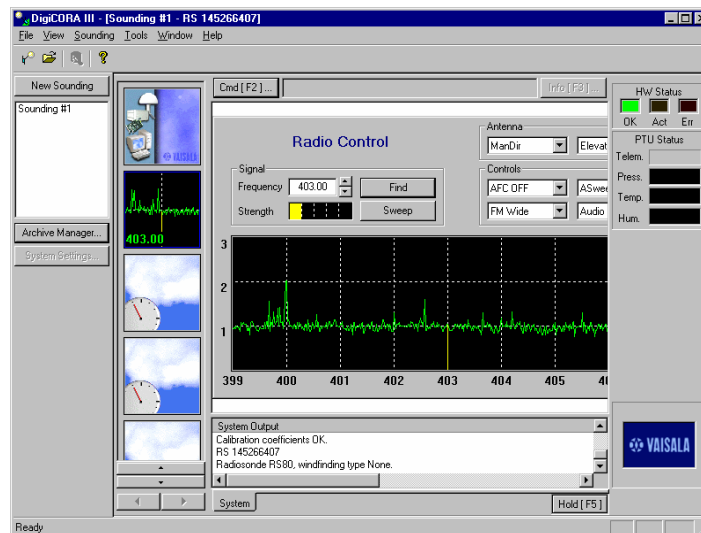 DigiCORA III - [Sounding #1 - RS 145266407]
File View Sounding Tools Window Help
New Sounding
Sounding #1
Archive Manager...
System Settings...
VAISALA
403.00
Cmd [ F2 ] ...
Info [ F3 ] ...
Radio Control
Antenna
ManDir
Elevat
Signal
Frequency 403.00 Find
Strength Sweep
Controls
AFC OFF
ASwee
FM Wide
Audio
3
2
1
399 400 401 402 403 404 405 40
System Output
Calibration coefficients OK.
RS 145266407
Radiosonde RS80, windfinding type None.
System
Hold [ F5 ]
HW Status
OK Act Err
PTU Status
Telem.
Press.
Temp.
Hum.
VAISALA
Ready